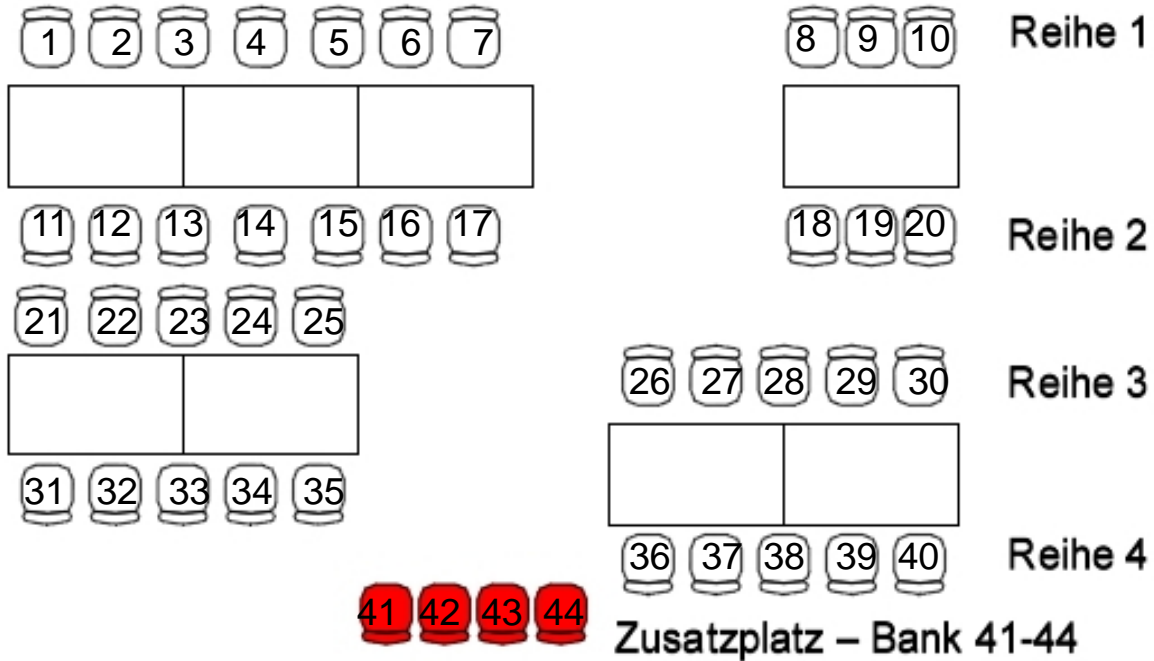 1 2 3 4 5 6 7 8 9 10 Reihe 1
11 12 13 14 15 16 17 18 19 20 Reihe 2
21 22 23 24 25
26 27 28 29 30 Reihe 3
31 32 33 34 35
36 37 38 39 40 Reihe 4
41 42 43 44
Zusatzplatz – Bank 41-44